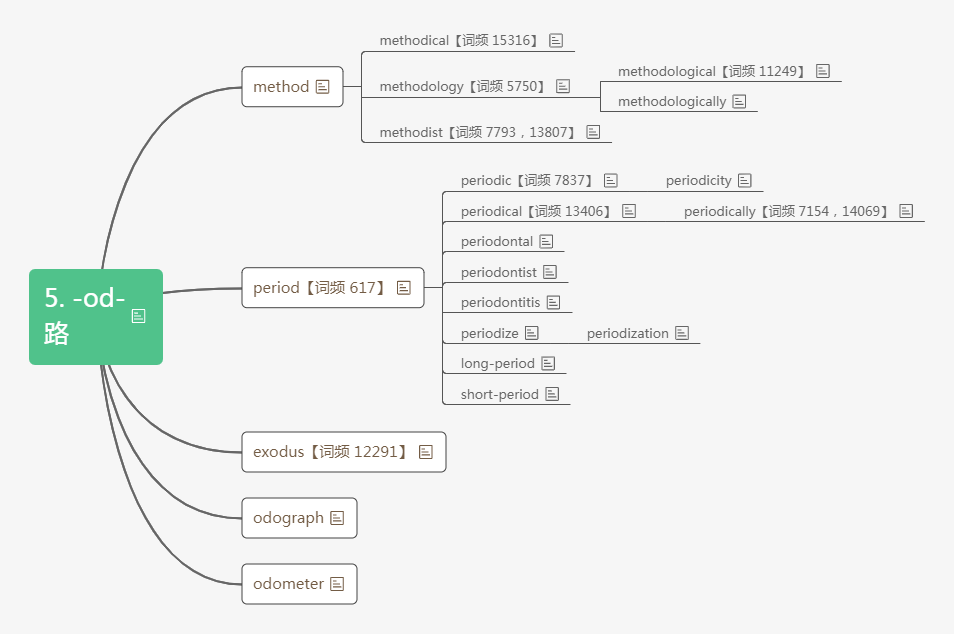 5. -od-
路
method
methodical【词频 15316】
methodology【词频 5750】
methodological【词频 11249】
methodologically
methodist【词频 7793，13807】
period【词频 617】
periodic【词频 7837】
periodicity
periodical【词频 13406】
periodically【词频 7154，14069】
periodontal
periodontist
periodontitis
periodize
periodization
long-period
short-period
exodus【词频 12291】
odograph
odometer